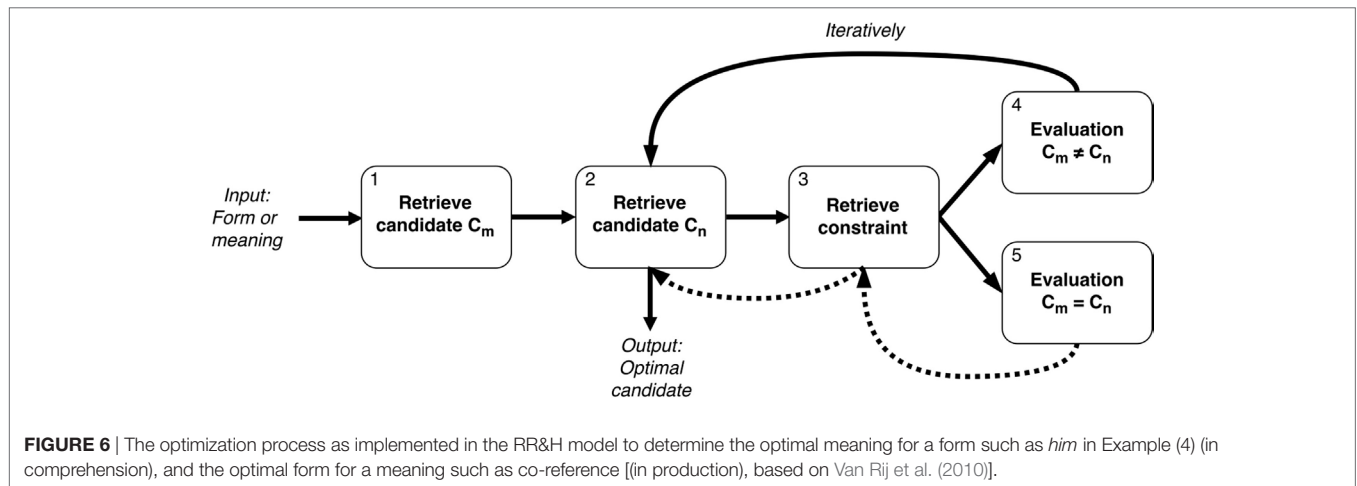 Iteratively
Input:
Form or
meaning
1
Retrieve
candidate Cm
2
Retrieve
candidate Cn
3
Retrieve
constraint
4
Evaluation
Cm ≠ Cn
5
Evaluation
Cm = Cn
Output:
Optimal
candidate
FIGURE 6 | The optimization process as implemented in the RR&H model to determine the optimal meaning for a form such as him in Example (4) (in
comprehension), and the optimal form for a meaning such as co-reference [(in production), based on Van Rij et al. (2010)].